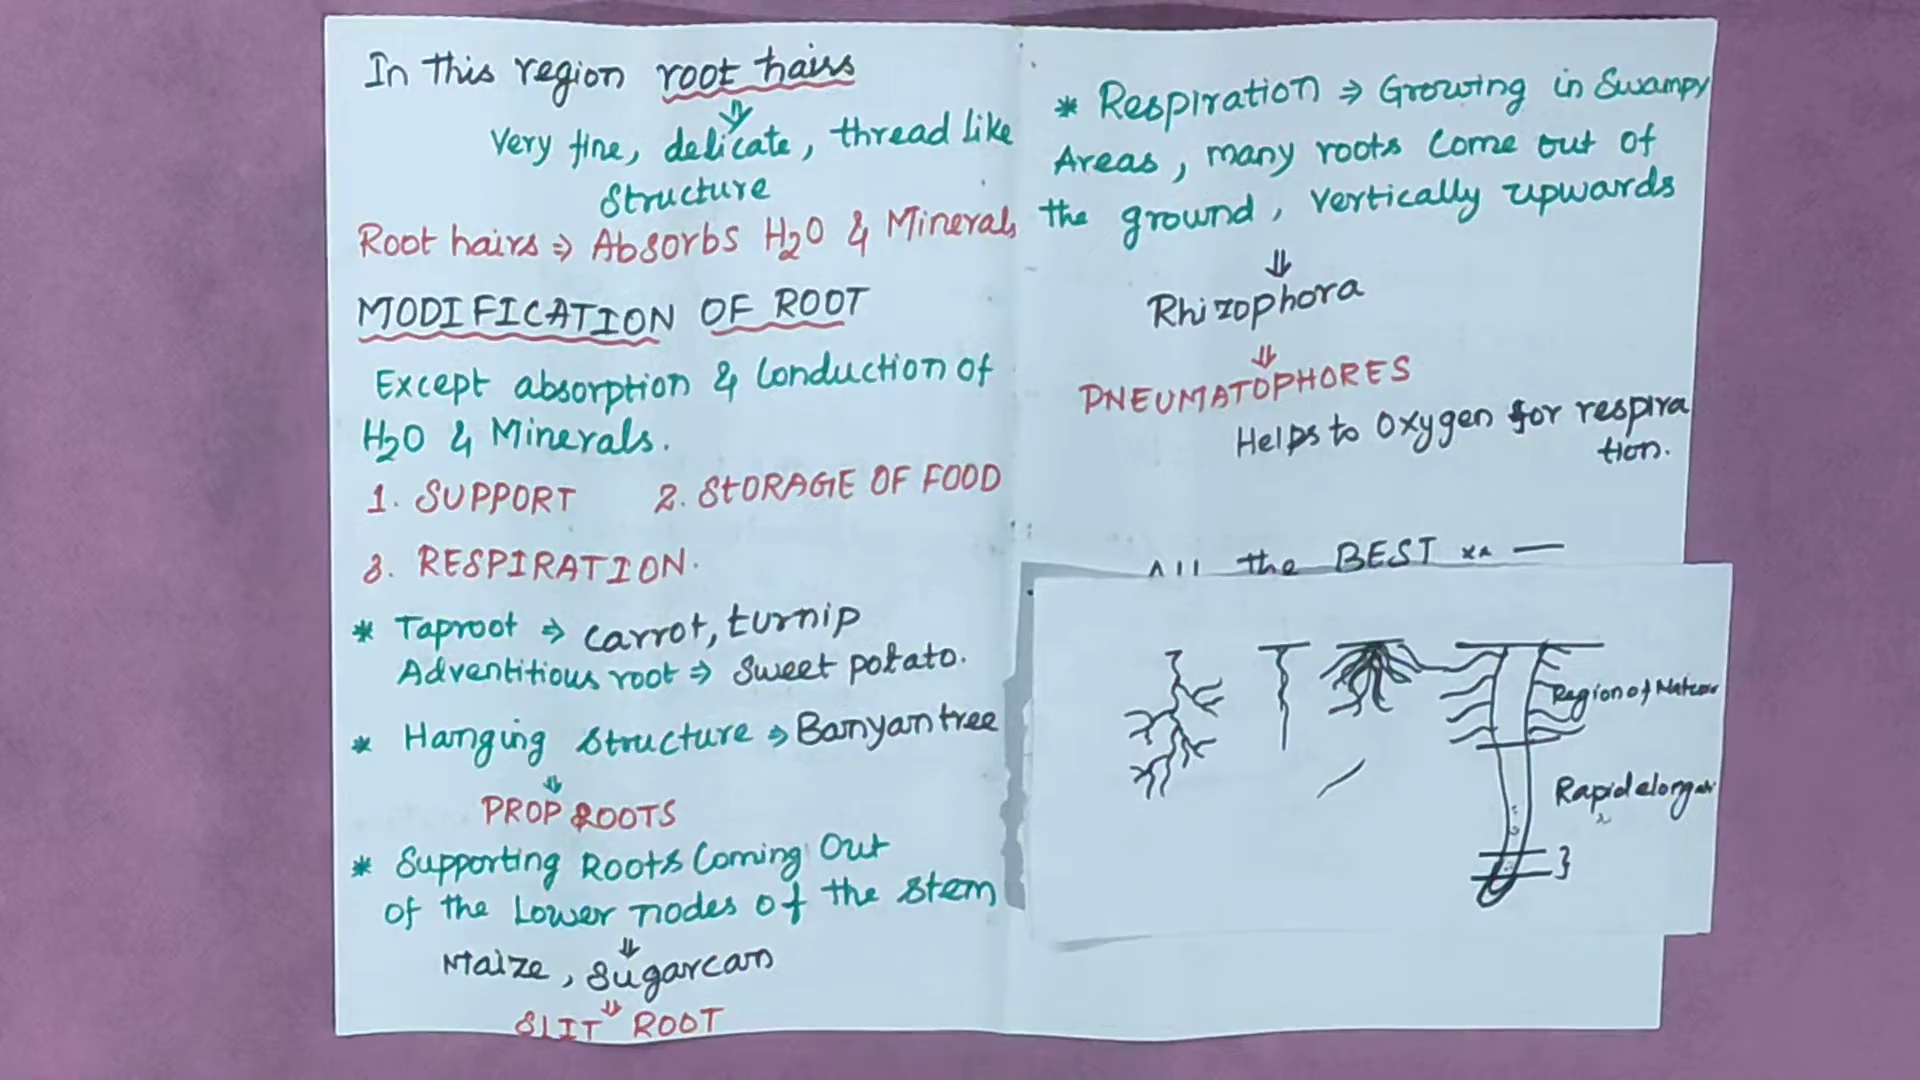 In this region root hairs
⇓
Very fine, delicate, thread like
Structure
Root hairs ⇒ Absorbs H₂O & Minerals
MODIFICATION OF ROOT
Except absorption & Conduction of
H₂O & Minerals.
1. SUPPORT 2. STORAGE OF FOOD
3. RESPIRATION.
* Taproot ⇒ Carrot, turnip
Adventitious root ⇒ Sweet potato.
* Hanging Structure ⇒ Banyan tree
⇓
PROP ROOTS
* Supporting Roots Coming Out
of the Lower nodes of the Stem
⇓
Maize, Sugarcan
⇓
SLIT ROOT
* Respiration ⇒ Growing in Swampy
Areas, many roots Come out of
the ground, vertically upwards
⇓
Rhizophora
⇓
PNEUMATOPHORES
Helps to Oxygen for respira
tion.
All the BEST
Region of
Rapid elongati